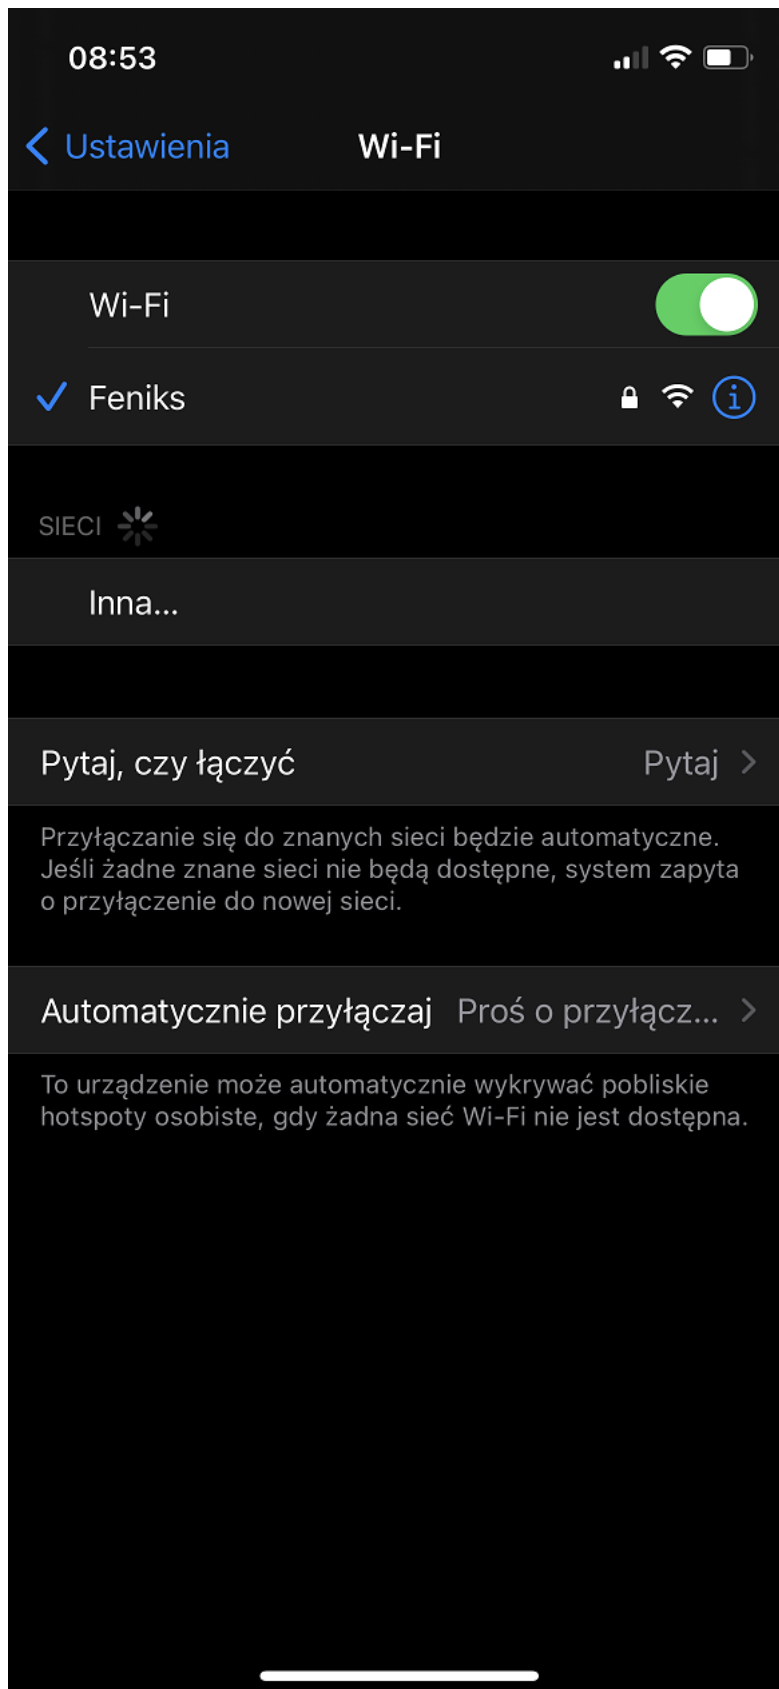 08:53
Ustawienia
Wi-Fi
Wi-Fi
Feniks
SIECI
Inna...
Pytaj, czy łączyć Pytaj
Przyłączanie się do znanych sieci będzie automatyczne.
Jeśli żadne znane sieci nie będą dostępne, system zapyta
o przyłączenie do nowej sieci.
Automatycznie przyłączaj Proś o przyłącz...
To urządzenie może automatycznie wykrywać pobliskie
hotspoty osobiste, gdy żadna sieć Wi-Fi nie jest dostępna.